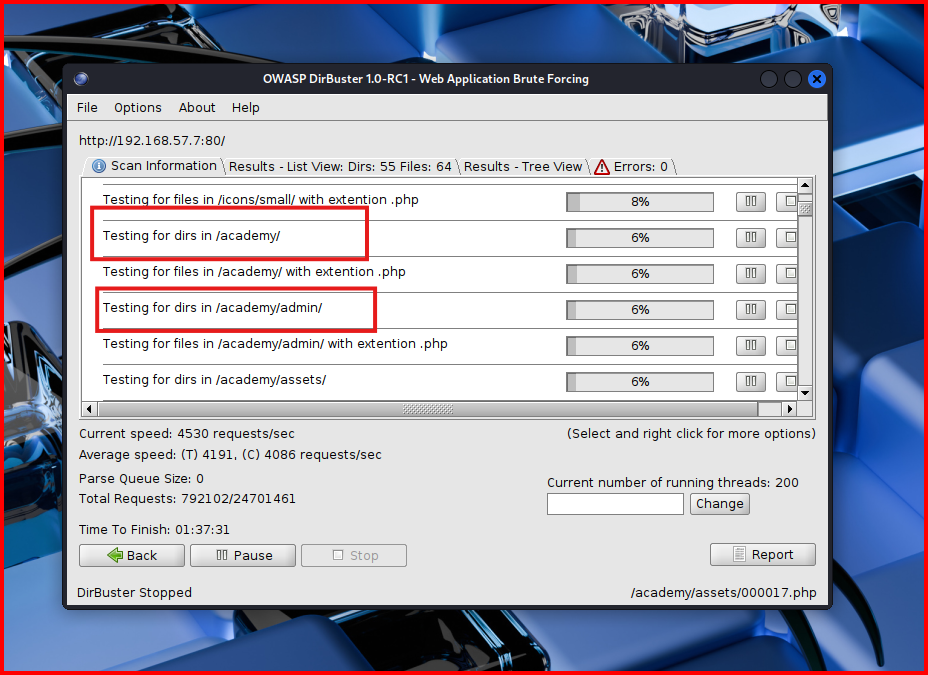 OWASP DirBuster 1.0-RC1 - Web Application Brute Forcing
File Options About Help
http://192.168.57.7:80/
Scan Information Results - List View: Dirs: 55 Files: 64 Results - Tree View Errors: 0
Testing for files in /icons/small/ with extention .php 8%
Testing for dirs in /academy/ 6%
Testing for files in /academy/ with extention .php 6%
Testing for dirs in /academy/admin/ 6%
Testing for files in /academy/admin/ with extention .php 6%
Testing for dirs in /academy/assets/ 6%
Current speed: 4530 requests/sec (Select and right click for more options)
Average speed: (T) 4191, (C) 4086 requests/sec
Parse Queue Size: 0 Current number of running threads: 200
Total Requests: 792102/24701461 Change
Time To Finish: 01:37:31
Back Pause Stop Report
DirBuster Stopped /academy/assets/000017.php